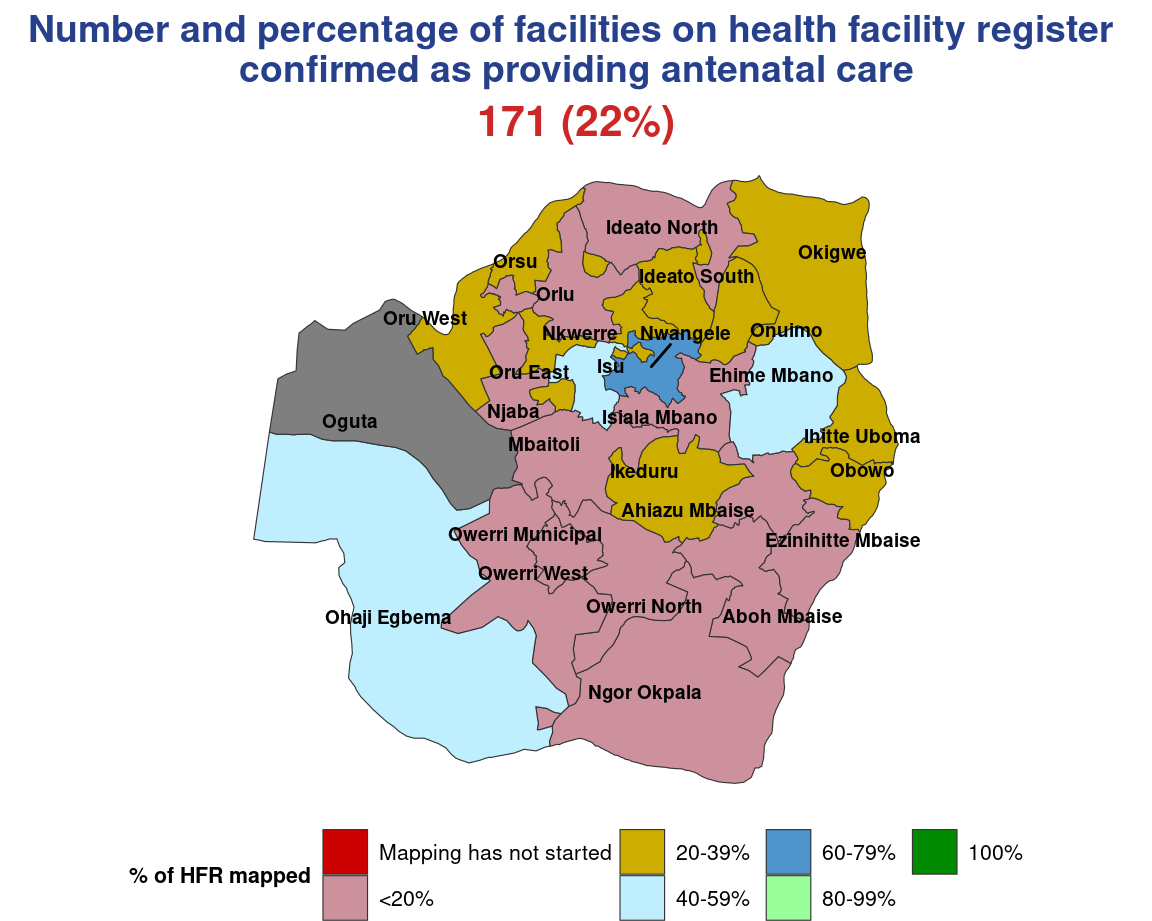 Number and percentage of facilities on health facility register
confirmed as providing antenatal care
171 (22%)
Ideato North
Okigwe
Orsu
Ideato South
Orlu
Oru West
Nkwerre
Nwangele
Onuimo
Isu
Oru East
Ehime Mbano
Njaba
Isiala Mbano
Oguta
Ihitte Uboma
Mbaitoli
Ikeduru
Obowo
Ahiazu Mbaise
Owerri Municipal
Ezinihitte Mbaise
Owerri West
Owerri North
Ohaji Egbema
Aboh Mbaise
Ngor Okpala
% of HFR mapped
Mapping has not started
<20%
20-39%
40-59%
60-79%
80-99%
100%